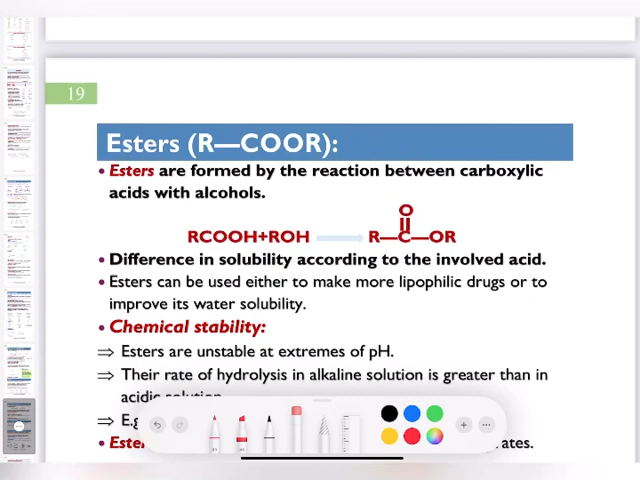 19
Esters (R—COOR):
• Esters are formed by the reaction between carboxylic
acids with alcohols.
O
RCOOH+ROH R—C—OR
• Difference in solubility according to the involved acid.
• Esters can be used either to make more lipophilic drugs or to
improve its water solubility.
• Chemical stability:
⇒ Esters are unstable at extremes of pH.
⇒ Their rate of hydrolysis in alkaline solution is greater than in
acidic solution.
⇒ E.g
• Ester ates.